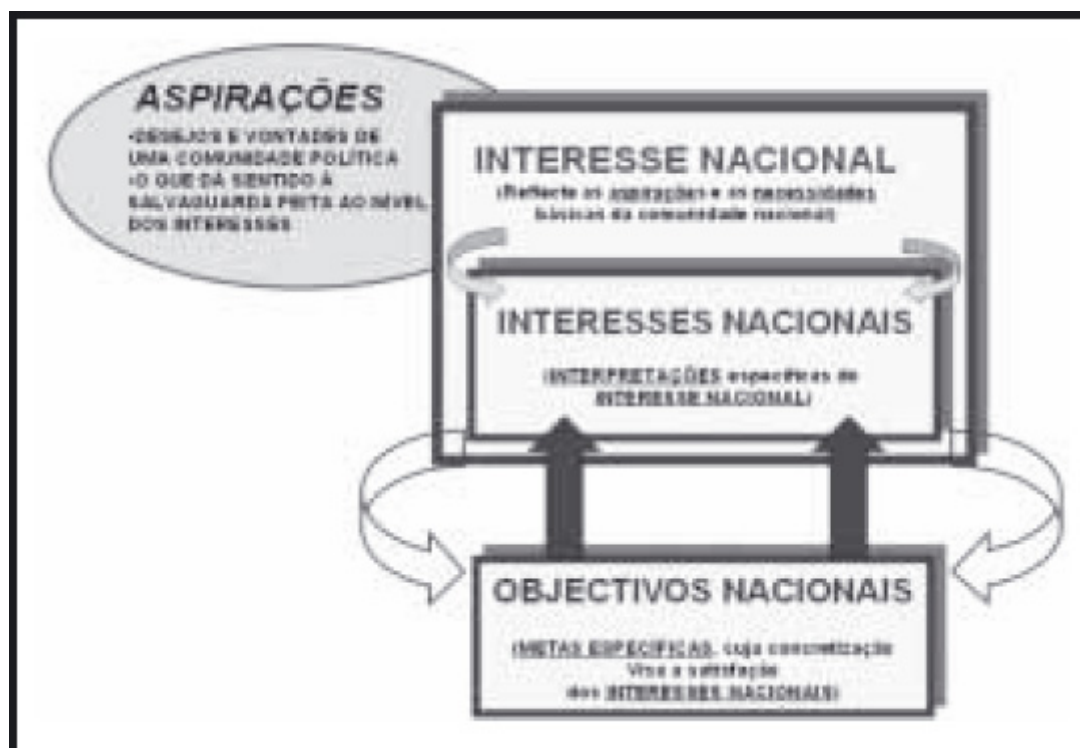 ASPIRAÇÕES
•DESEJOS E VONTADES DE
UMA COMUNIDADE POLÍTICA
•O QUE DÁ SENTIDO À
SALVAGUARDA FEITA AO NÍVEL
DOS INTERESSES
INTERESSE NACIONAL
(Reflecte as aspirações e as necessidades
básicas da comunidade nacional)
INTERESSES NACIONAIS
(INTERPRETAÇÕES específicas do
INTERESSE NACIONAL)
OBJECTIVOS NACIONAIS
(METAS ESPECÍFICAS, cuja concretização
Visa a satisfação
dos INTERESSES NACIONAIS)